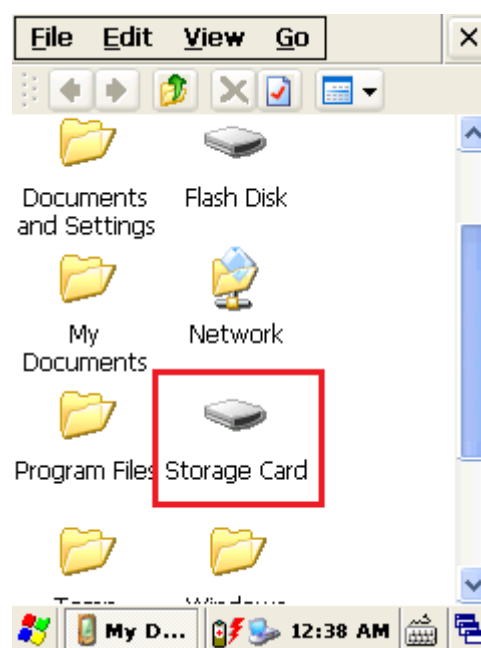 File Edit View Go
Documents and Settings
Flash Disk
My Documents
Network
Program Files
Storage Card
My D...
12:38 AM